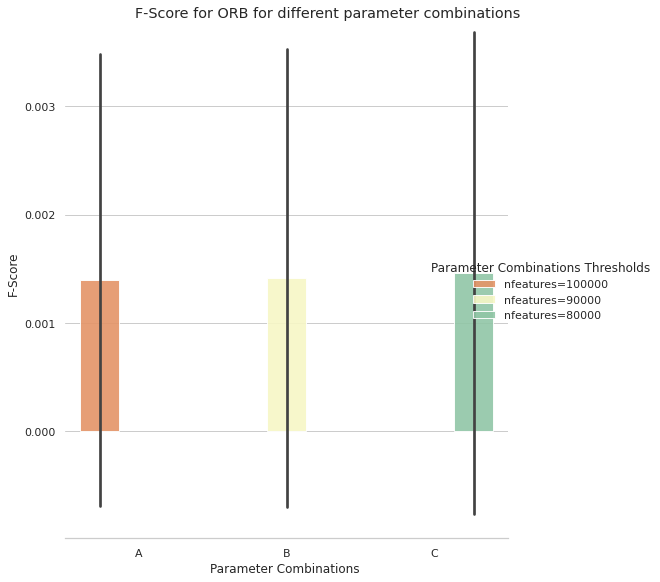 F-Score for ORB for different parameter combinations
0.003
0.002
0.001
0.000
F-Score
Parameter Combinations Thresholds
nfeatures=100000
nfeatures=90000
nfeatures=80000
A B C
Parameter Combinations